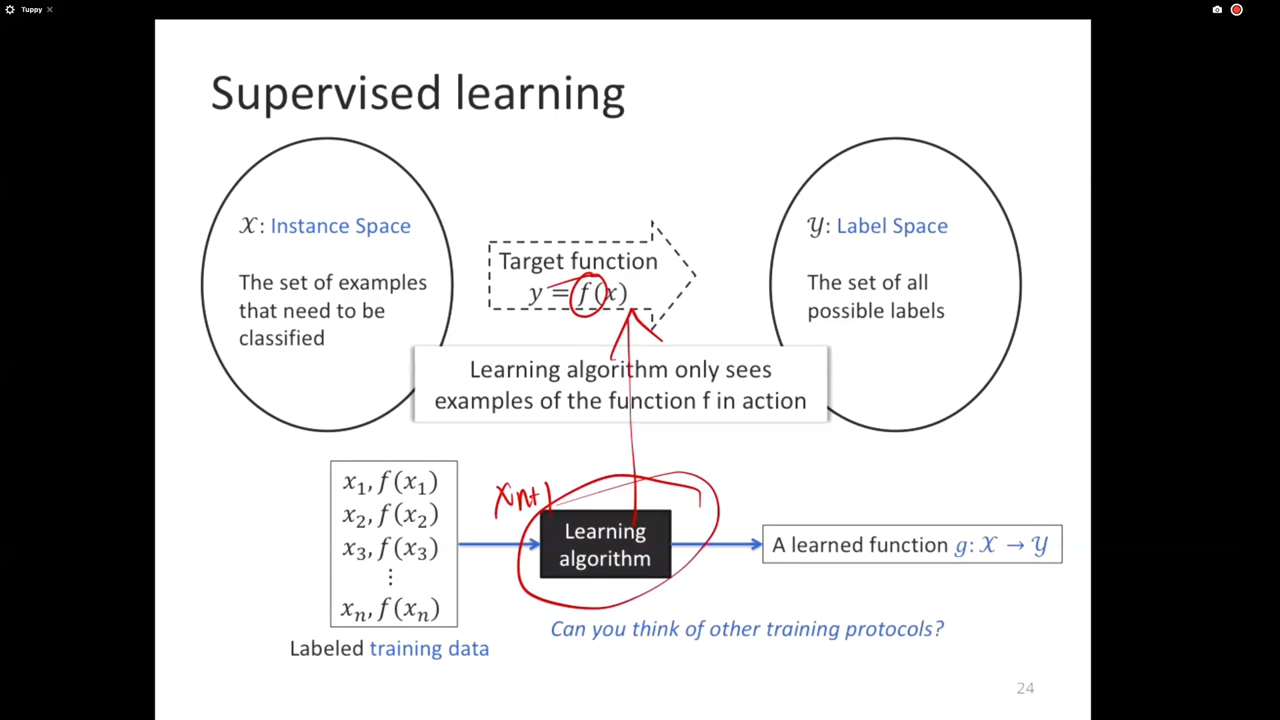 Tuppy
Supervised learning
𝒳: Instance Space
The set of examples
that need to be
classified
Target function
y = f(x)
𝒴: Label Space
The set of all
possible labels
Learning algorithm only sees
examples of the function f in action
x₁, f(x₁)
x₂, f(x₂)
x₃, f(x₃)
⋮
xₙ, f(xₙ)
Labeled training data
xₙ₊₁
Learning
algorithm
A learned function g: 𝒳 → 𝒴
Can you think of other training protocols?
24